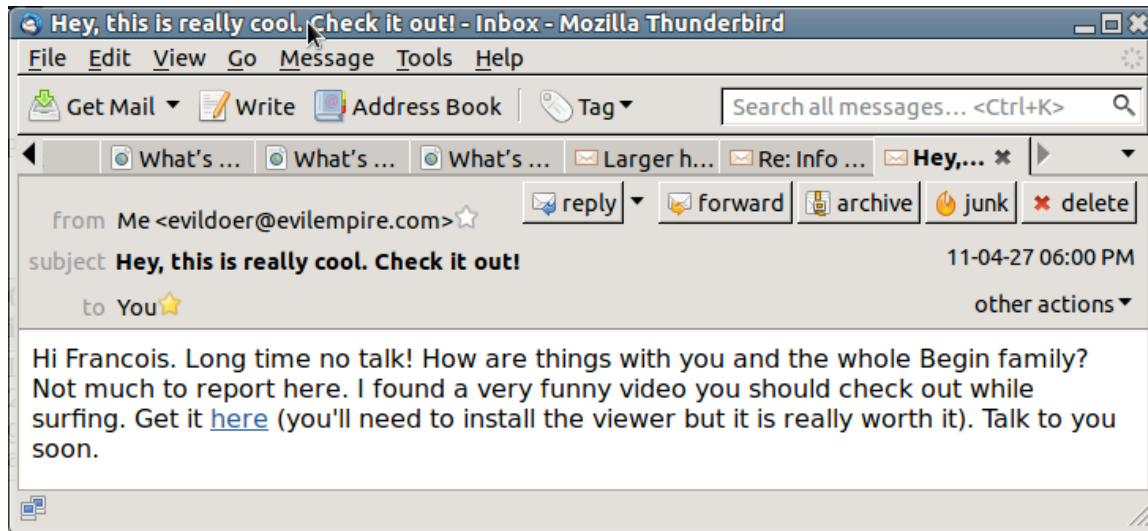 Hey, this is really cool. Check it out! - Inbox - Mozilla Thunderbird
File Edit View Go Message Tools Help
Get Mail Write Address Book Tag Search all messages... <Ctrl+K>
What's ... What's ... What's ... Larger h... Re: Info ... Hey,...
reply forward archive junk delete
from Me <evildoer@evilempire.com>
subject Hey, this is really cool. Check it out! 11-04-27 06:00 PM
to You other actions
Hi Francois. Long time no talk! How are things with you and the whole Begin family?
Not much to report here. I found a very funny video you should check out while
surfing. Get it here (you'll need to install the viewer but it is really worth it). Talk to you
soon.